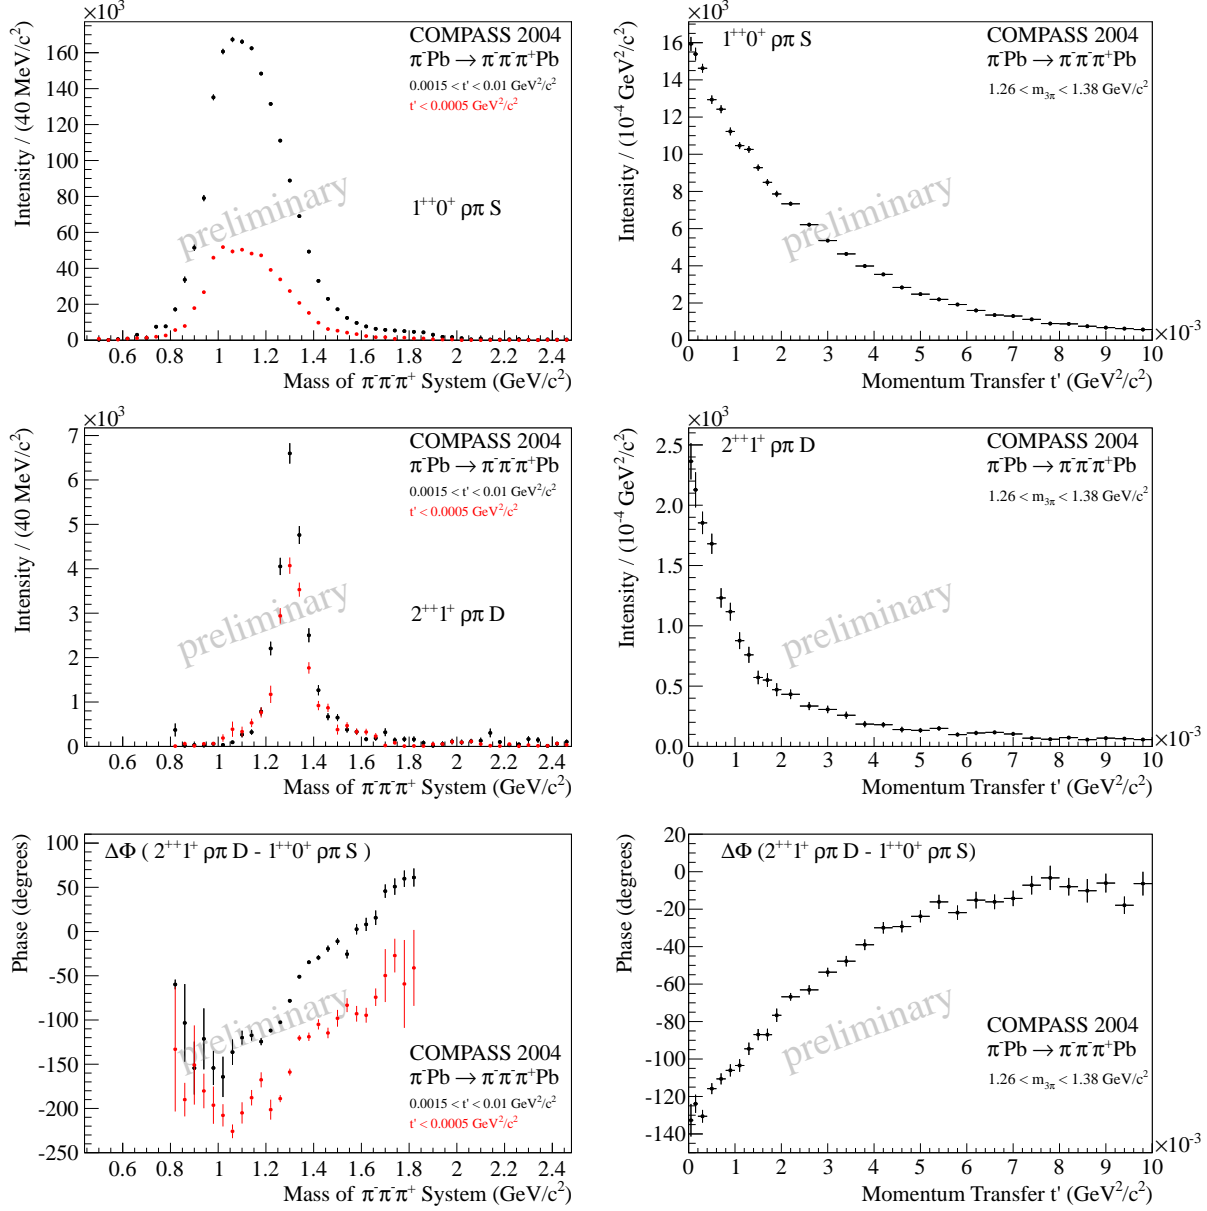 ×10³
Intensity / (40 MeV/c²)
160
140
120
100
80
60
40
20
0
COMPASS 2004
π⁻Pb → π⁻π⁻π⁺Pb
0.0015 < t' < 0.01 GeV²/c²
t' < 0.0005 GeV²/c²
1⁺⁺0⁺ ρπ S
preliminary
0.6 0.8 1 1.2 1.4 1.6 1.8 2 2.2 2.4
Mass of π⁻π⁻π⁺ System (GeV/c²)
×10³
Intensity / (10⁻⁴ GeV²/c²)
16
14
12
10
8
6
4
2
0
1⁺⁺0⁺ ρπ S
COMPASS 2004
π⁻Pb → π⁻π⁻π⁺Pb
1.26 < m3π < 1.38 GeV/c²
preliminary
0 1 2 3 4 5 6 7 8 9 10
×10⁻³
Momentum Transfer t' (GeV²/c²)
×10³
Intensity / (40 MeV/c²)
7
6
5
4
3
2
1
0
COMPASS 2004
π⁻Pb → π⁻π⁻π⁺Pb
0.0015 < t' < 0.01 GeV²/c²
t' < 0.0005 GeV²/c²
2⁺⁺1⁺ ρπ D
preliminary
0.6 0.8 1 1.2 1.4 1.6 1.8 2 2.2 2.4
Mass of π⁻π⁻π⁺ System (GeV/c²)
×10³
Intensity / (10⁻⁴ GeV²/c²)
2.5
2.0
1.5
1.0
0.5
0.0
2⁺⁺1⁺ ρπ D
COMPASS 2004
π⁻Pb → π⁻π⁻π⁺Pb
1.26 < m3π < 1.38 GeV/c²
preliminary
0 1 2 3 4 5 6 7 8 9 10
×10⁻³
Momentum Transfer t' (GeV²/c²)
Phase (degrees)
100
50
0
-50
-100
-150
-200
-250
ΔΦ ( 2⁺⁺1⁺ ρπ D - 1⁺⁺0⁺ ρπ S )
preliminary
COMPASS 2004
π⁻Pb → π⁻π⁻π⁺Pb
0.0015 < t' < 0.01 GeV²/c²
t' < 0.0005 GeV²/c²
0.6 0.8 1 1.2 1.4 1.6 1.8 2 2.2 2.4
Mass of π⁻π⁻π⁺ System (GeV/c²)
Phase (degrees)
20
0
-20
-40
-60
-80
-100
-120
-140
ΔΦ (2⁺⁺1⁺ ρπ D - 1⁺⁺0⁺ ρπ S)
preliminary
COMPASS 2004
π⁻Pb → π⁻π⁻π⁺Pb
1.26 < m3π < 1.38 GeV/c²
0 1 2 3 4 5 6 7 8 9 10
×10⁻³
Momentum Transfer t' (GeV²/c²)